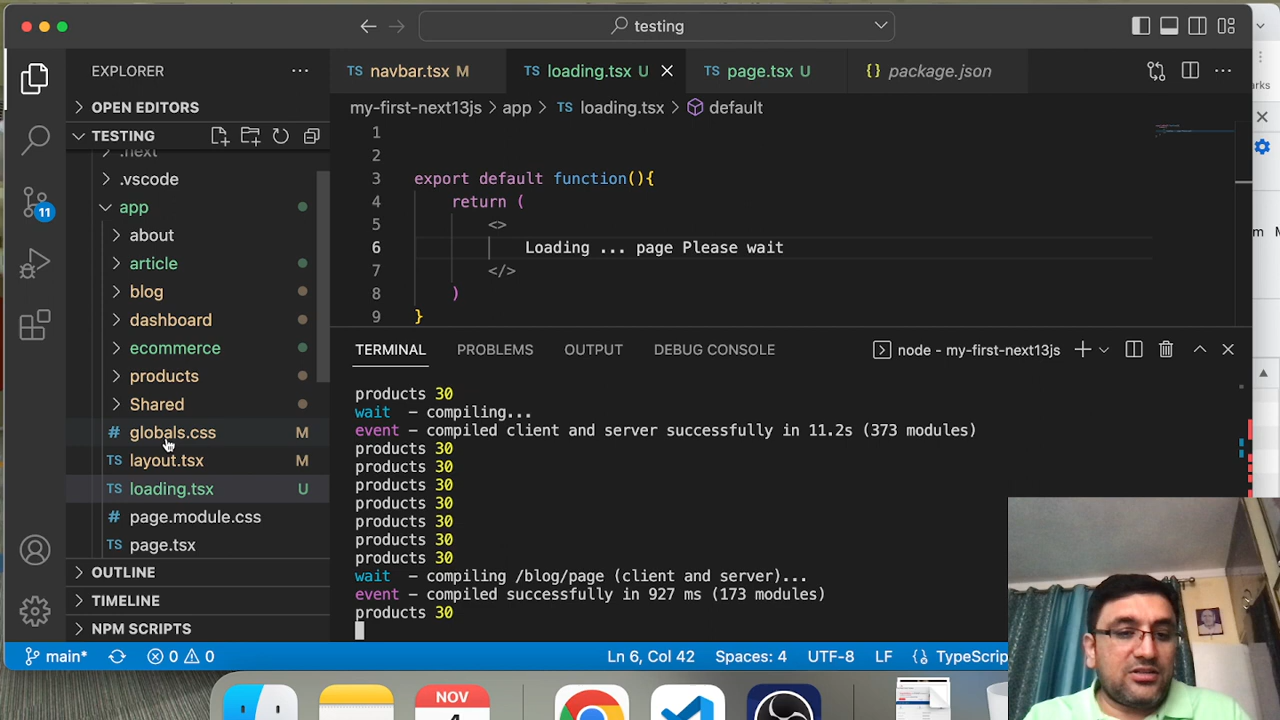 testing
EXPLORER
navbar.tsx M
TS loading.tsx U
TS page.tsx U
{} package.json
TS
OPEN EDITORS
my-first-next13js > app > TS loading.tsx > default
TESTING
.next
.vscode
app
about
article
blog
dashboard
ecommerce
products
Shared
# globals.css M
TS layout.tsx M
TS loading.tsx U
# page.module.css
TS page.tsx
OUTLINE
TIMELINE
NPM SCRIPTS
1
2
3 export default function(){
4 return (
5 <>
6 Loading ... page Please wait
7 </>
8 )
9 }
TERMINAL PROBLEMS OUTPUT DEBUG CONSOLE node - my-first-next13js
products 30
wait - compiling...
event - compiled client and server successfully in 11.2s (373 modules)
products 30
products 30
products 30
products 30
products 30
products 30
products 30
wait - compiling /blog/page (client and server)...
event - compiled successfully in 927 ms (173 modules)
products 30
11
main* 0 0 Ln 6, Col 42 Spaces: 4 UTF-8 LF {} TypeScrip
NOV